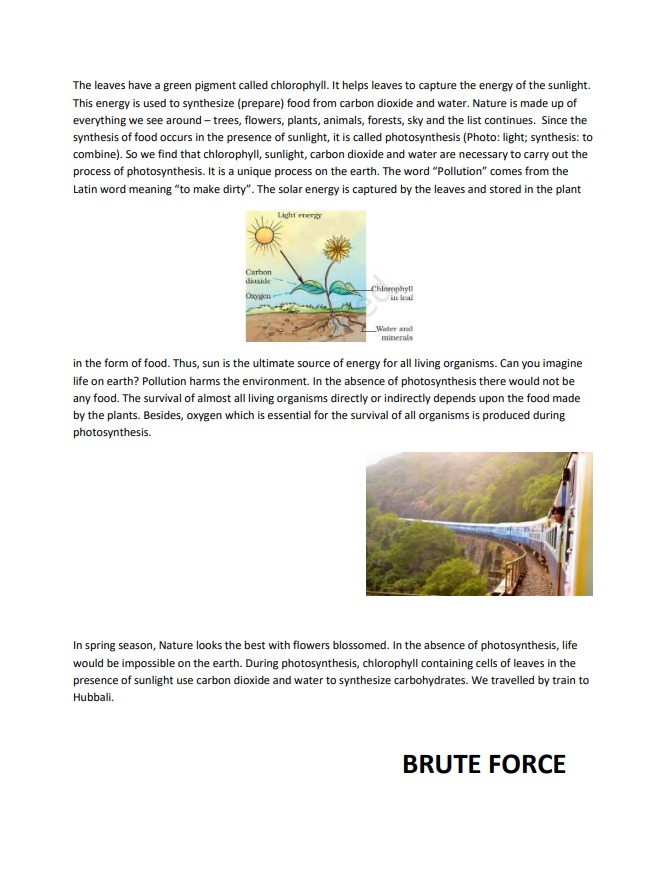 The leaves have a green pigment called chlorophyll. It helps leaves to capture the energy of the sunlight.
This energy is used to synthesize (prepare) food from carbon dioxide and water. Nature is made up of
everything we see around – trees, flowers, plants, animals, forests, sky and the list continues.  Since the
synthesis of food occurs in the presence of sunlight, it is called photosynthesis (Photo: light; synthesis: to
combine). So we find that chlorophyll, sunlight, carbon dioxide and water are necessary to carry out the
process of photosynthesis. It is a unique process on the earth. The word “Pollution” comes from the
Latin word meaning “to make dirty”. The solar energy is captured by the leaves and stored in the plant
Light energy
Carbon
dioxide
Oxygen
Chlorophyll
in leaf
Water and
minerals
in the form of food. Thus, sun is the ultimate source of energy for all living organisms. Can you imagine
life on earth? Pollution harms the environment. In the absence of photosynthesis there would not be
any food. The survival of almost all living organisms directly or indirectly depends upon the food made
by the plants. Besides, oxygen which is essential for the survival of all organisms is produced during
photosynthesis.
In spring season, Nature looks the best with flowers blossomed. In the absence of photosynthesis, life
would be impossible on the earth. During photosynthesis, chlorophyll containing cells of leaves in the
presence of sunlight use carbon dioxide and water to synthesize carbohydrates. We travelled by train to
Hubbali.
BRUTE FORCE